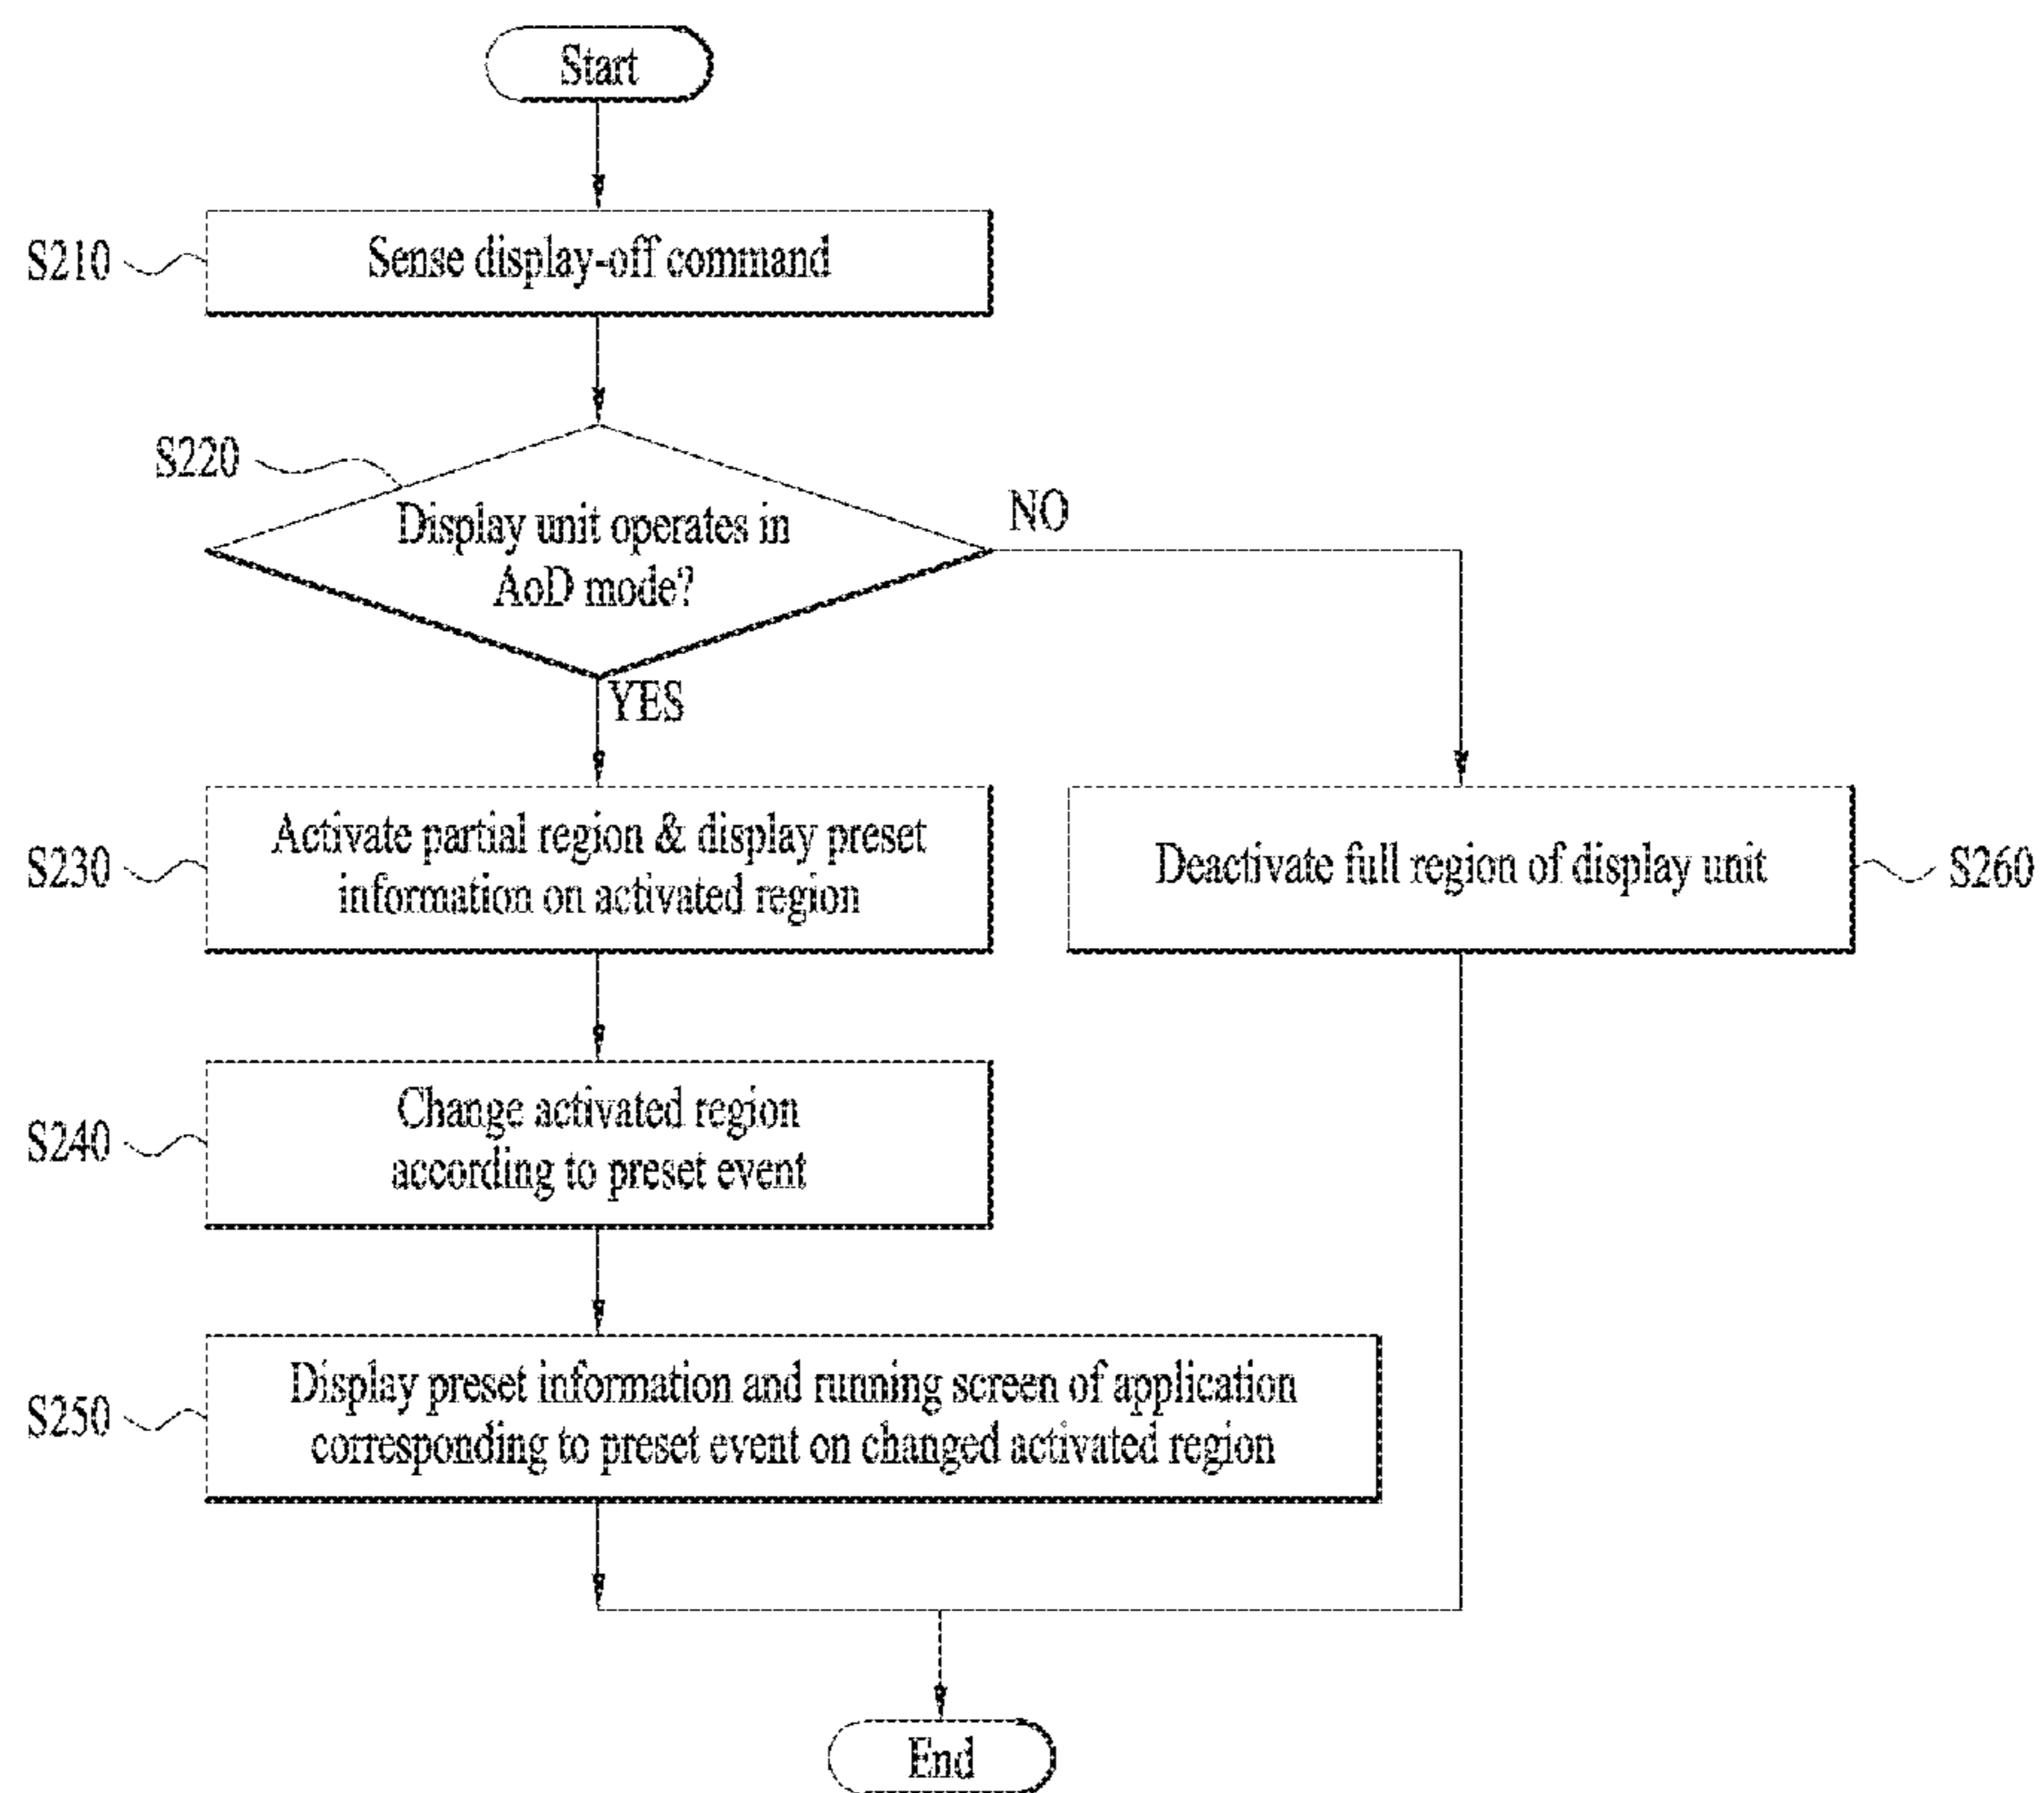 Start
S210
Sense display-off command
S220
Display unit operates in
AoD mode?
NO
YES
S230
Activate partial region & display preset
information on activated region
Deactivate full region of display unit
S260
S240
Change activated region
according to preset event
S250
Display preset information and running screen of application
corresponding to preset event on changed activated region
End